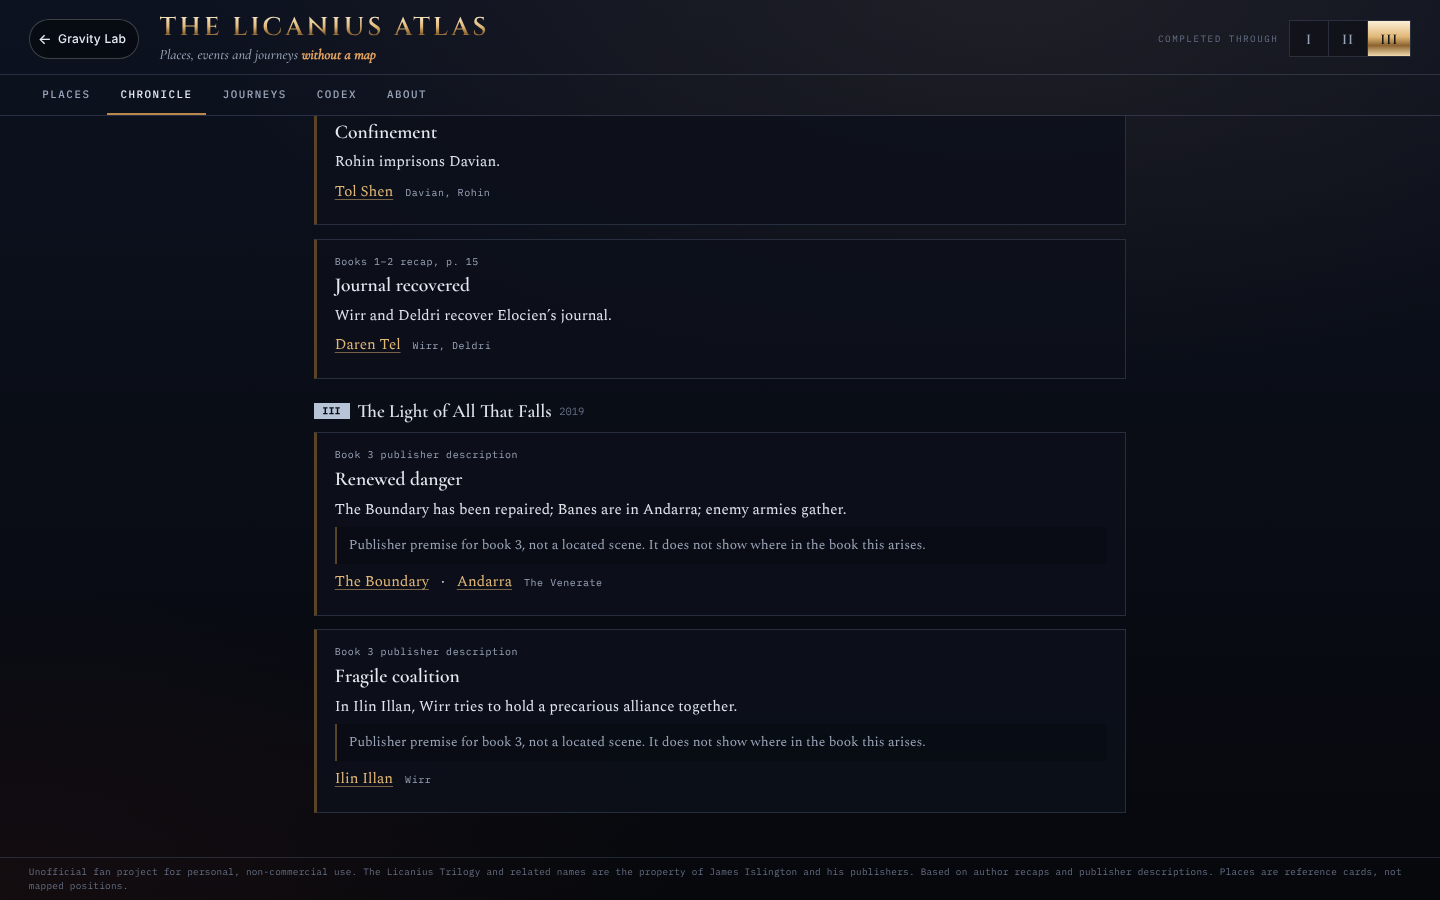 ← Gravity Lab
THE LICANIUS ATLAS
Places, events and journeys without a map
COMPLETED THROUGH
I II III
PLACES CHRONICLE JOURNEYS CODEX ABOUT
Confinement
Rohin imprisons Davian.
Tol Shen Davian, Rohin
Books 1–2 recap, p. 15
Journal recovered
Wirr and Deldri recover Elocien’s journal.
Daren Tel Wirr, Deldri
III The Light of All That Falls 2019
Book 3 publisher description
Renewed danger
The Boundary has been repaired; Banes are in Andarra; enemy armies gather.
Publisher premise for book 3, not a located scene. It does not show where in the book this arises.
The Boundary · Andarra The Venerate
Book 3 publisher description
Fragile coalition
In Ilin Illan, Wirr tries to hold a precarious alliance together.
Publisher premise for book 3, not a located scene. It does not show where in the book this arises.
Ilin Illan Wirr
Unofficial fan project for personal, non-commercial use. The Licanius Trilogy and related names are the property of James Islington and his publishers. Based on author recaps and publisher descriptions. Places are reference cards, not
mapped positions.